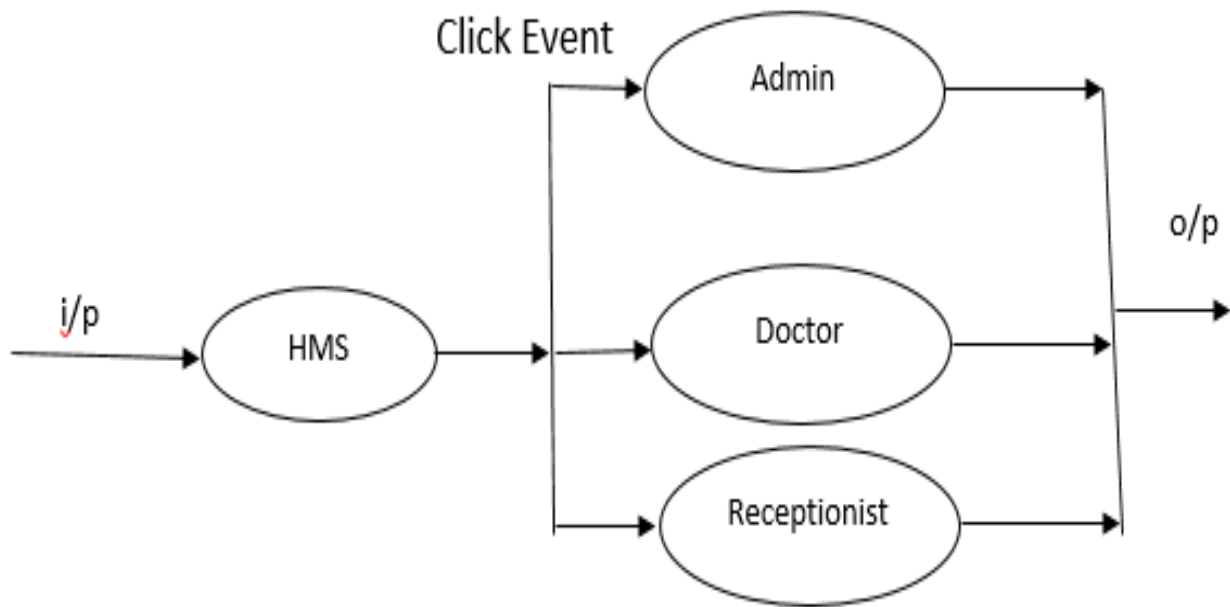 Click Event
Admin
o/p
i/p
HMS
Doctor
Receptionist